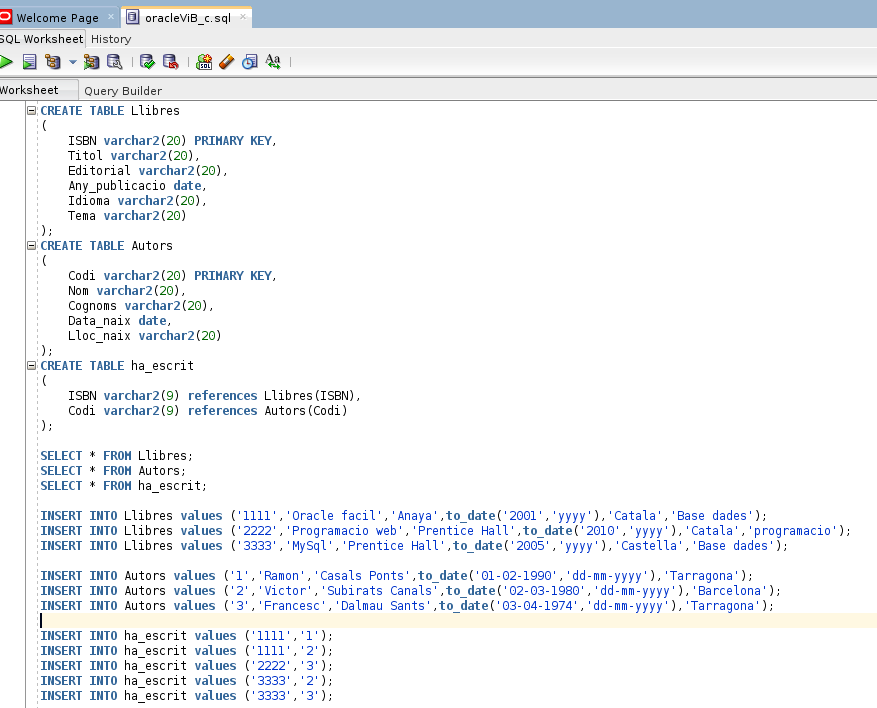 Welcome Page × oracleViB_c.sql ×
SQL Worksheet History
SQL Aa
Worksheet Query Builder
CREATE TABLE Llibres
(
ISBN varchar2(20) PRIMARY KEY,
Titol varchar2(20),
Editorial varchar2(20),
Any_publicacio date,
Idioma varchar2(20),
Tema varchar2(20)
);
CREATE TABLE Autors
(
Codi varchar2(20) PRIMARY KEY,
Nom varchar2(20),
Cognoms varchar2(20),
Data_naix date,
Lloc_naix varchar2(20)
);
CREATE TABLE ha_escrit
(
ISBN varchar2(9) references Llibres(ISBN),
Codi varchar2(9) references Autors(Codi)
);
SELECT * FROM Llibres;
SELECT * FROM Autors;
SELECT * FROM ha_escrit;
INSERT INTO Llibres values ('1111','Oracle facil','Anaya',to_date('2001','yyyy'),'Catala','Base dades');
INSERT INTO Llibres values ('2222','Programacio web','Prentice Hall',to_date('2010','yyyy'),'Catala','programacio');
INSERT INTO Llibres values ('3333','MySql','Prentice Hall',to_date('2005','yyyy'),'Castella','Base dades');
INSERT INTO Autors values ('1','Ramon','Casals Ponts',to_date('01-02-1990','dd-mm-yyyy'),'Tarragona');
INSERT INTO Autors values ('2','Victor','Subirats Canals',to_date('02-03-1980','dd-mm-yyyy'),'Barcelona');
INSERT INTO Autors values ('3','Francesc','Dalmau Sants',to_date('03-04-1974','dd-mm-yyyy'),'Tarragona');
INSERT INTO ha_escrit values ('1111','1');
INSERT INTO ha_escrit values ('1111','2');
INSERT INTO ha_escrit values ('2222','3');
INSERT INTO ha_escrit values ('3333','2');
INSERT INTO ha_escrit values ('3333','3');